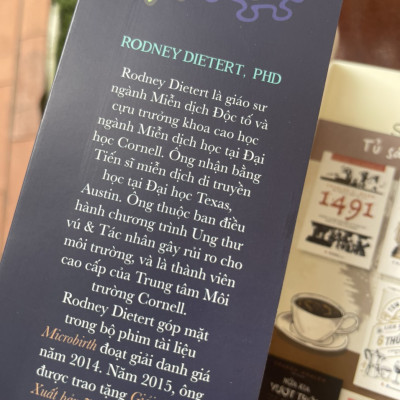 RODNEY DIETERT, PHD
Rodney Dietert là giáo sư
ngành Miễn dịch Độc tố và
cựu trưởng khoa cao học
ngành Miễn dịch học tại Đại
học Cornell. Ông nhận bằng
Tiến sĩ miễn dịch di truyền
học tại Đại học Texas,
Austin. Ông thuộc ban điều
hành chương trình Ung thư
vú & Tác nhân gây rủi ro cho
môi trường, và là thành viên
cao cấp của Trung tâm Môi
trường Cornell.
Rodney Dietert góp mặt
trong bộ phim tài liệu
Microbirth đoạt giải danh giá
năm 2014. Năm 2015, ông
được trao tặng
Xuất
TỦ
1491
VƯỢT